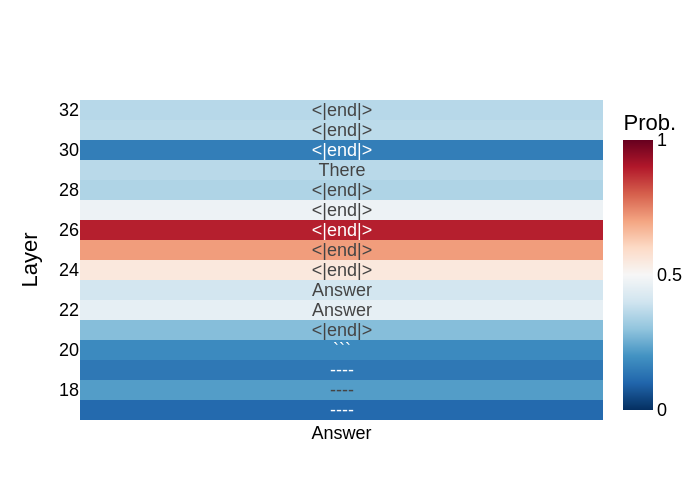 32
<|end|>
<|end|>
30
<|end|>
There
28
<|end|>
<|end|>
26
<|end|>
<|end|>
24
<|end|>
Answer
22
Answer
<|end|>
20
```
----
18
----
----
Answer
Layer
Prob.
1
0.5
0